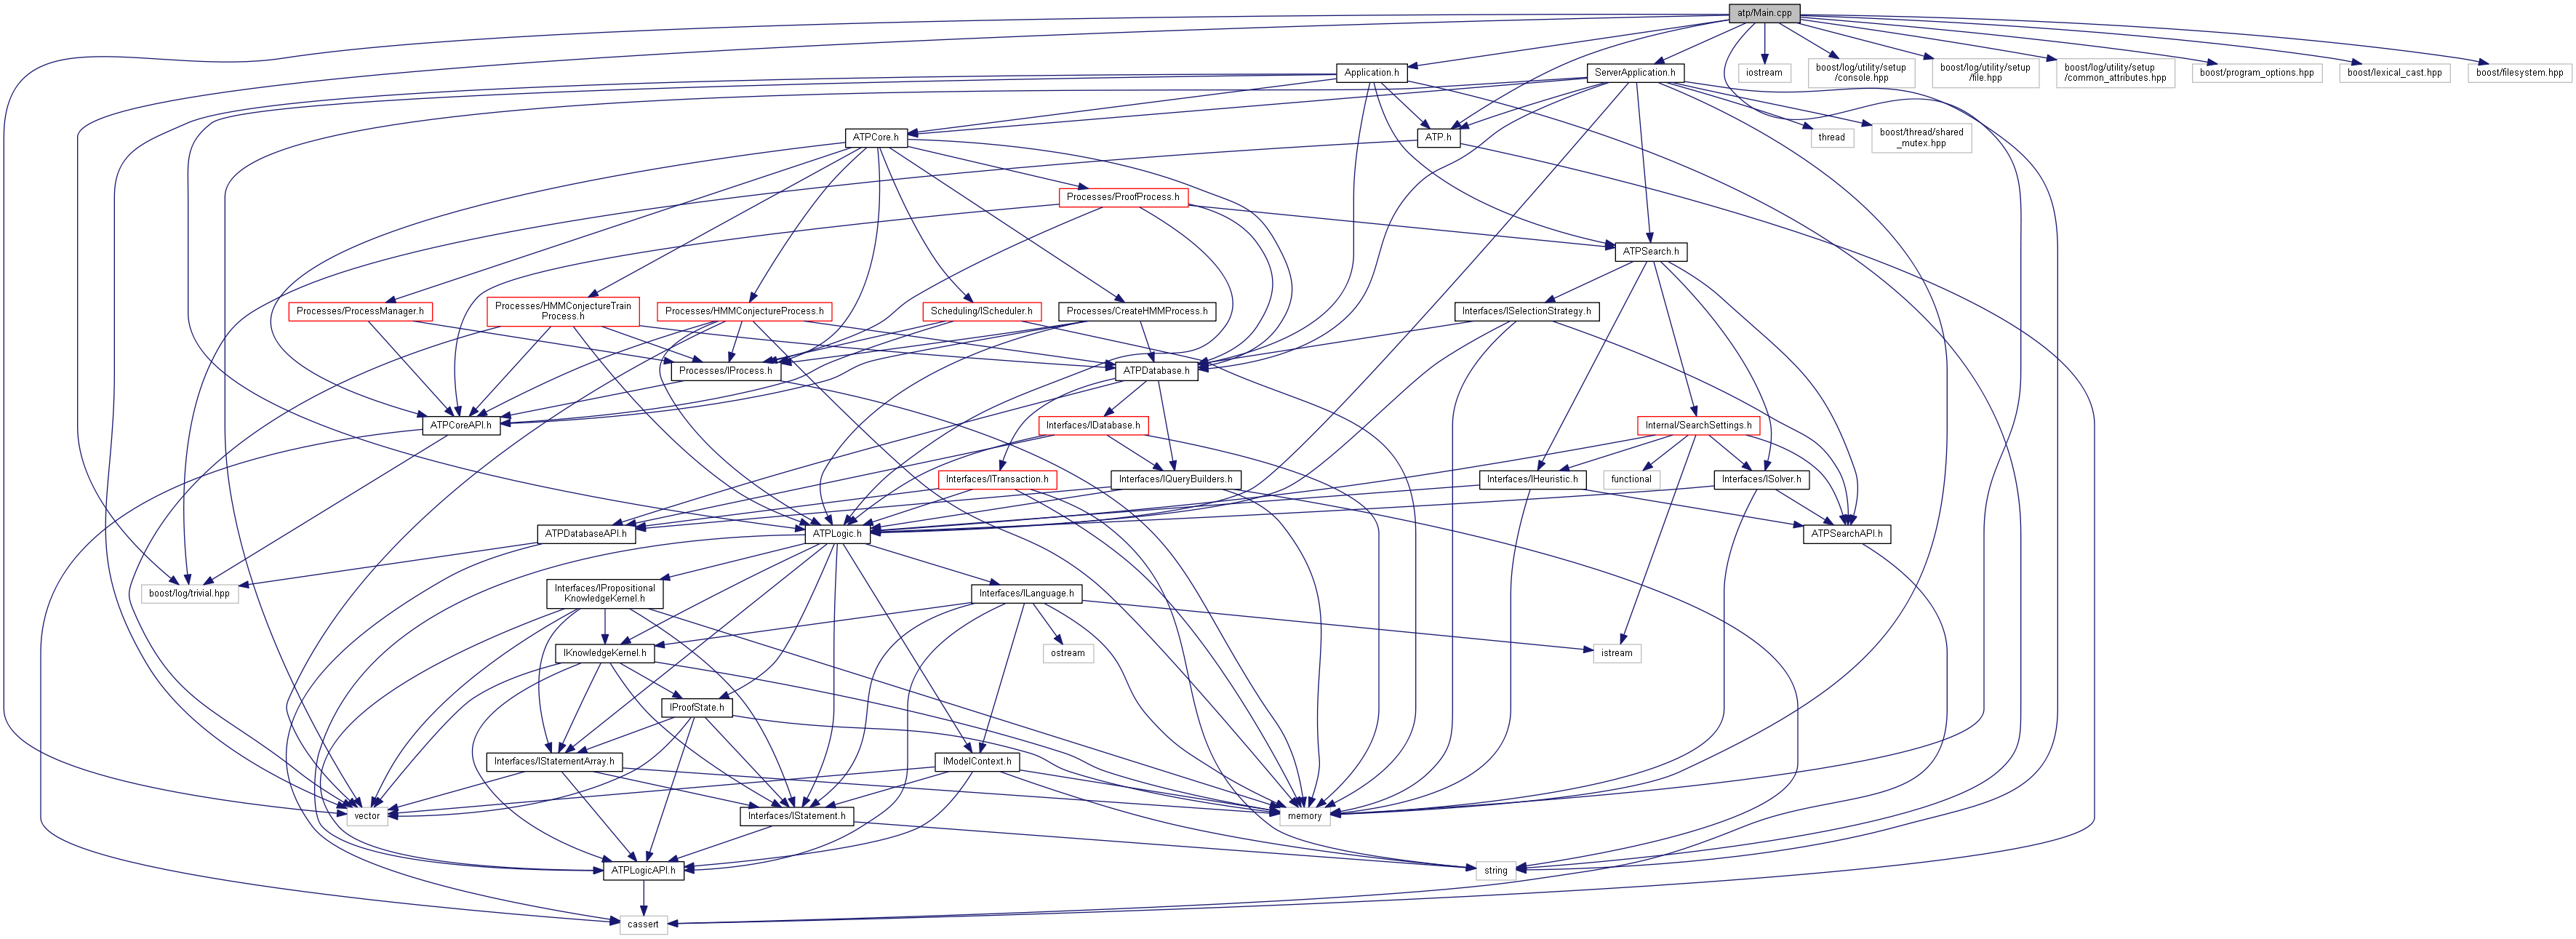 atp/Main.cpp
Application.h
ServerApplication.h
iostream
boost/log/utility/setup
/console.hpp
boost/log/utility/setup
/file.hpp
boost/log/utility/setup
/common_attributes.hpp
boost/program_options.hpp
boost/lexical_cast.hpp
boost/filesystem.hpp
ATPCore.h
ATP.h
thread
boost/thread/shared
_mutex.hpp
Processes/ProofProcess.h
ATPSearch.h
Processes/ProcessManager.h
Processes/HMMConjectureTrain
Process.h
Processes/HMMConjectureProcess.h
Scheduling/IScheduler.h
Processes/CreateHMMProcess.h
Interfaces/ISelectionStrategy.h
Processes/IProcess.h
ATPDatabase.h
ATPCoreAPI.h
Interfaces/IDatabase.h
Internal/SearchSettings.h
Interfaces/ITransaction.h
Interfaces/IQueryBuilders.h
Interfaces/IHeuristic.h
functional
Interfaces/ISolver.h
ATPDatabaseAPI.h
ATPLogic.h
ATPSearchAPI.h
boost/log/trivial.hpp
Interfaces/IPropositional
KnowledgeKernel.h
Interfaces/ILanguage.h
IKnowledgeKernel.h
ostream
istream
IProofState.h
Interfaces/IStatementArray.h
IModelContext.h
vector
Interfaces/IStatement.h
memory
ATPLogicAPI.h
string
cassert